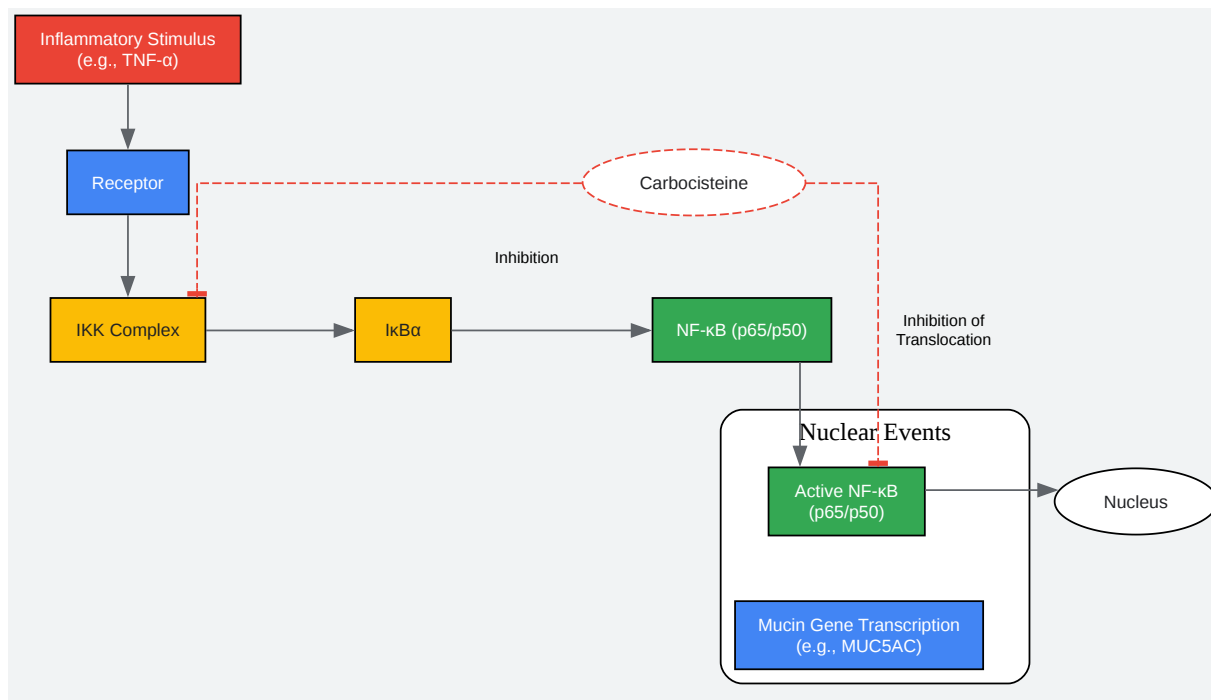 Inflammatory Stimulus
(e.g., TNF-α)
Receptor
Carbocisteine
Inhibition
IKK Complex
IκBα
NF-κB (p65/p50)
Inhibition of
Translocation
Nuclear Events
Active NF-κB
(p65/p50)
Nucleus
Mucin Gene Transcription
(e.g., MUC5AC)